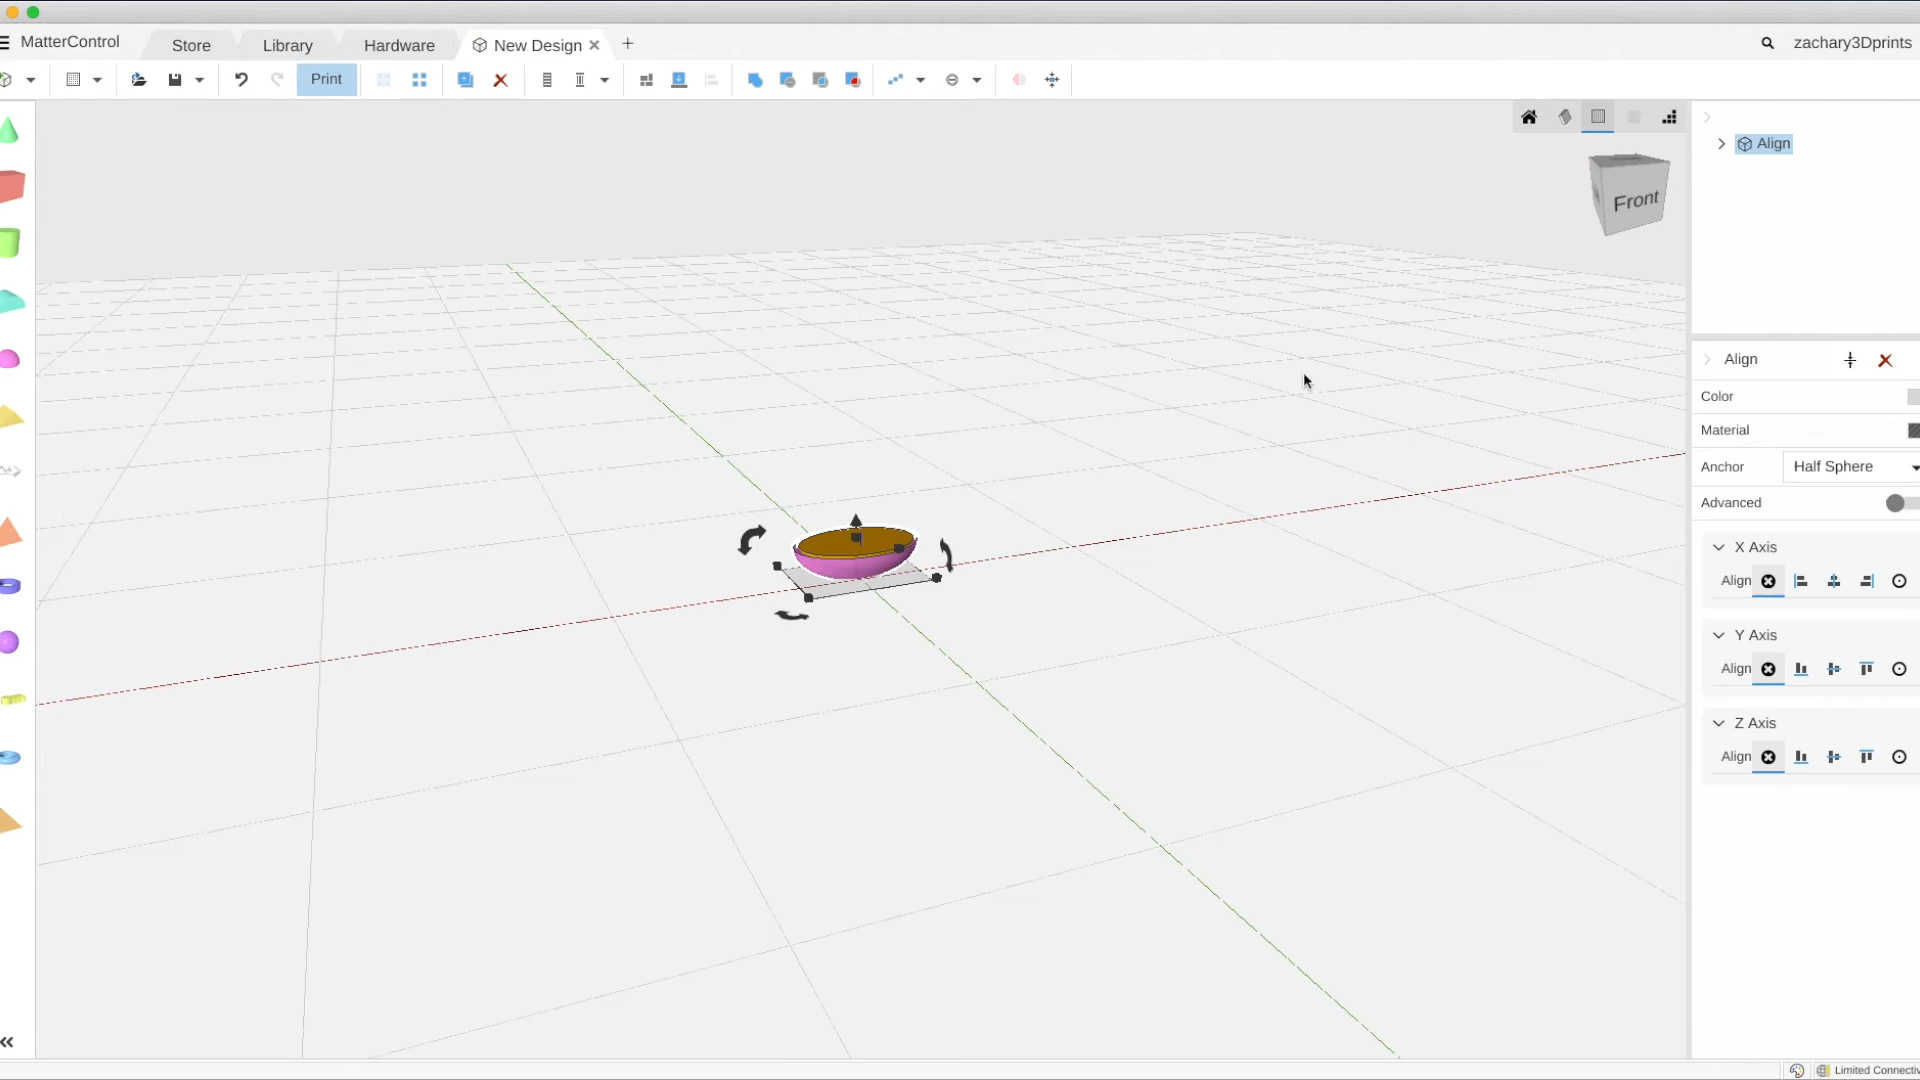 MatterControl
Store
Library
Hardware
New Design
zachary3Dprints
Print
Align
Front
Align
Color
Material
Anchor Half Sphere
Advanced
X Axis
Align
Y Axis
Align
Z Axis
Align
Limited Connectiv